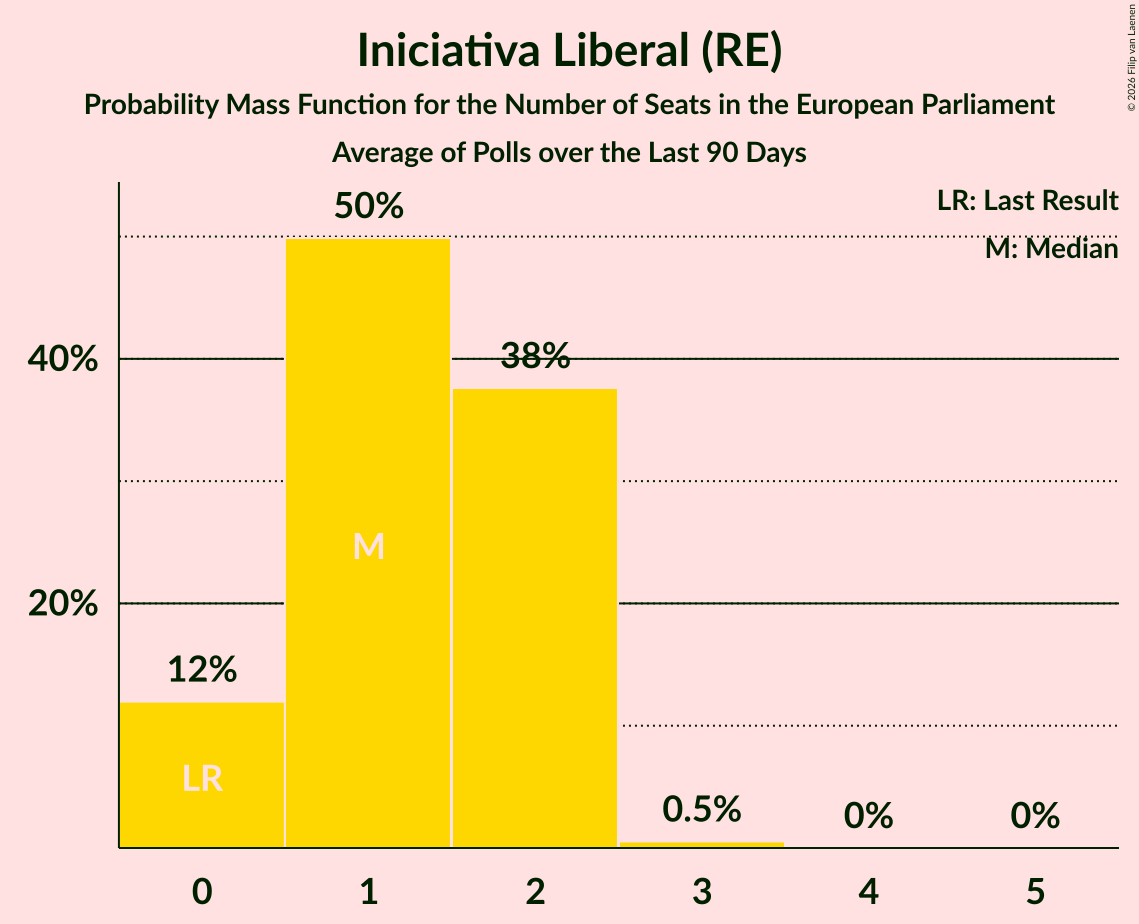 Iniciativa Liberal (RE)
Probability Mass Function for the Number of Seats in the European Parliament
Average of Polls over the Last 90 Days
© 2026 Filip van Laenen
LR: Last Result
M: Median
50%
40%
38%
M
20%
12%
LR
0.5%
0%
0%
0 1 2 3 4 5